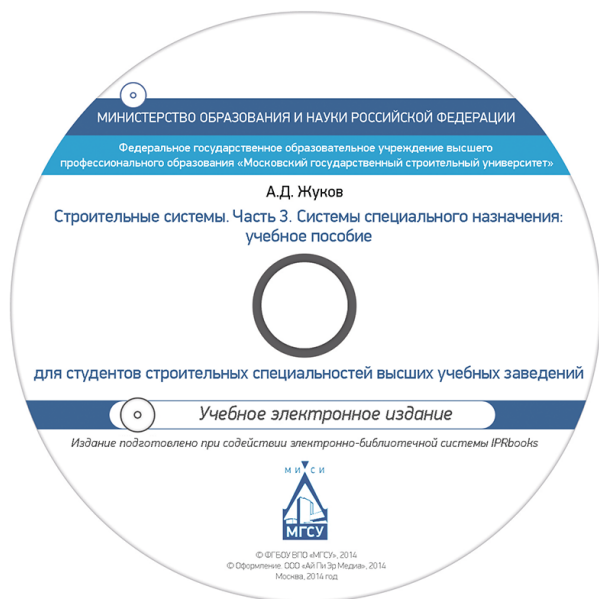 МИНИСТЕРСТВО ОБРАЗОВАНИЯ И НАУКИ РОССИЙСКОЙ ФЕДЕРАЦИИ
Федеральное государственное образовательное учреждение высшего
профессионального образования «Московский государственный строительный университет»
А.Д. Жуков
Строительные системы. Часть 3. Системы специального назначения:
учебное пособие
для студентов строительных специальностей высших учебных заведений
Учебное электронное издание
Издание подготовлено при содействии электронно-библиотечной системы IPRbooks
МИСИ
МГСУ
© ФГБОУ ВПО «МГСУ», 2014
© Оформление. ООО «Ай Пи Эр Медиа», 2014
Москва, 2014 год